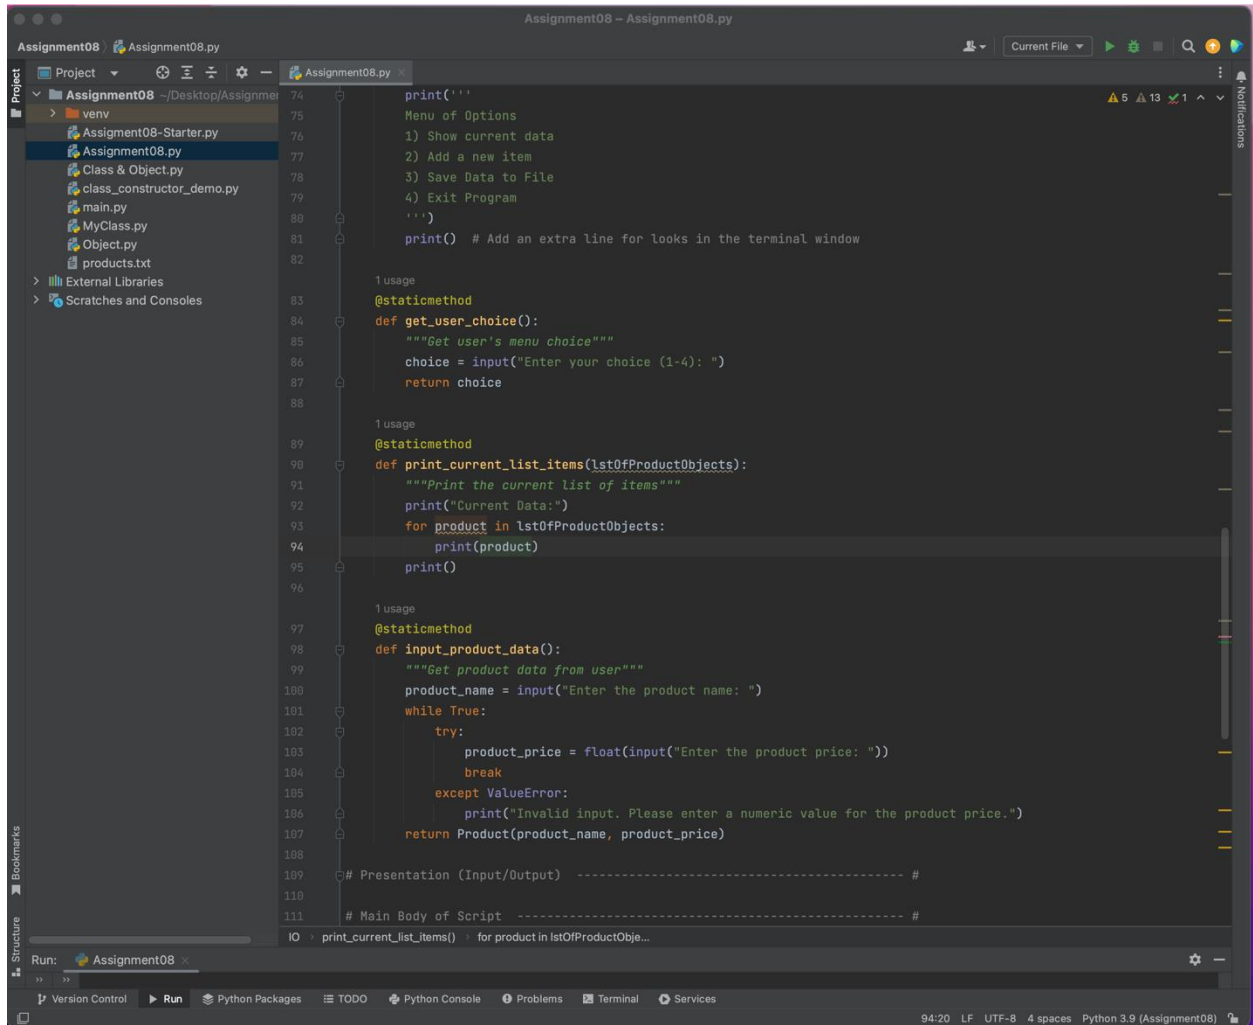 Assignment08 – Assignment08.py
Assignment08 Assignment08.py
Current File
Project
Assignment08.py
Project
Notifications
Assignment08 ~/Desktop/Assignmer
venv
Assigment08-Starter.py
Assignment08.py
Class & Object.py
class_constructor_demo.py
main.py
MyClass.py
Object.py
products.txt
External Libraries
Scratches and Consoles
5 13 1
74 print('''
75 Menu of Options
76 1) Show current data
77 2) Add a new item
78 3) Save Data to File
79 4) Exit Program
80 ''')
81 print() # Add an extra line for looks in the terminal window
82
1 usage
83 @staticmethod
84 def get_user_choice():
85 """Get user's menu choice"""
86 choice = input("Enter your choice (1-4): ")
87 return choice
88
1 usage
89 @staticmethod
90 def print_current_list_items(lstOfProductObjects):
91 """Print the current list of items"""
92 print("Current Data:")
93 for product in lstOfProductObjects:
94 print(product)
95 print()
96
1 usage
97 @staticmethod
98 def input_product_data():
99 """Get product data from user"""
100 product_name = input("Enter the product name: ")
101 while True:
102 try:
103 product_price = float(input("Enter the product price: "))
104 break
105 except ValueError:
106 print("Invalid input. Please enter a numeric value for the product price.")
107 return Product(product_name, product_price)
108
109 # Presentation (Input/Output) -------------------------------------------- #
110
111 # Main Body of Script ---------------------------------------------------- #
Bookmarks
Structure
IO print_current_list_items() for product in lstOfProductObje...
Run: Assignment08
Version Control Run Python Packages TODO Python Console Problems Terminal Services
94:20 LF UTF-8 4 spaces Python 3.9 (Assignment08)